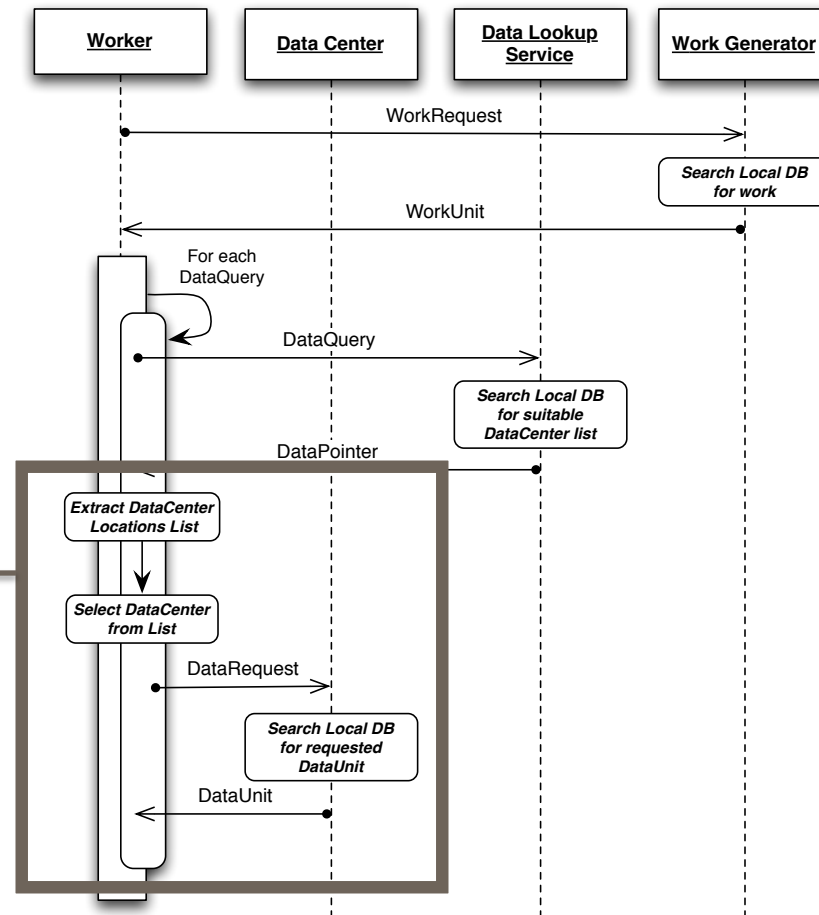 Worker
Data Center
Data Lookup
Service
Work Generator
WorkRequest
Search Local DB
for work
WorkUnit
For each
DataQuery
DataQuery
Search Local DB
for suitable
DataCenter list
DataPointer
Extract DataCenter
Locations List
Select DataCenter
from List
DataRequest
Search Local DB
for requested
DataUnit
DataUnit